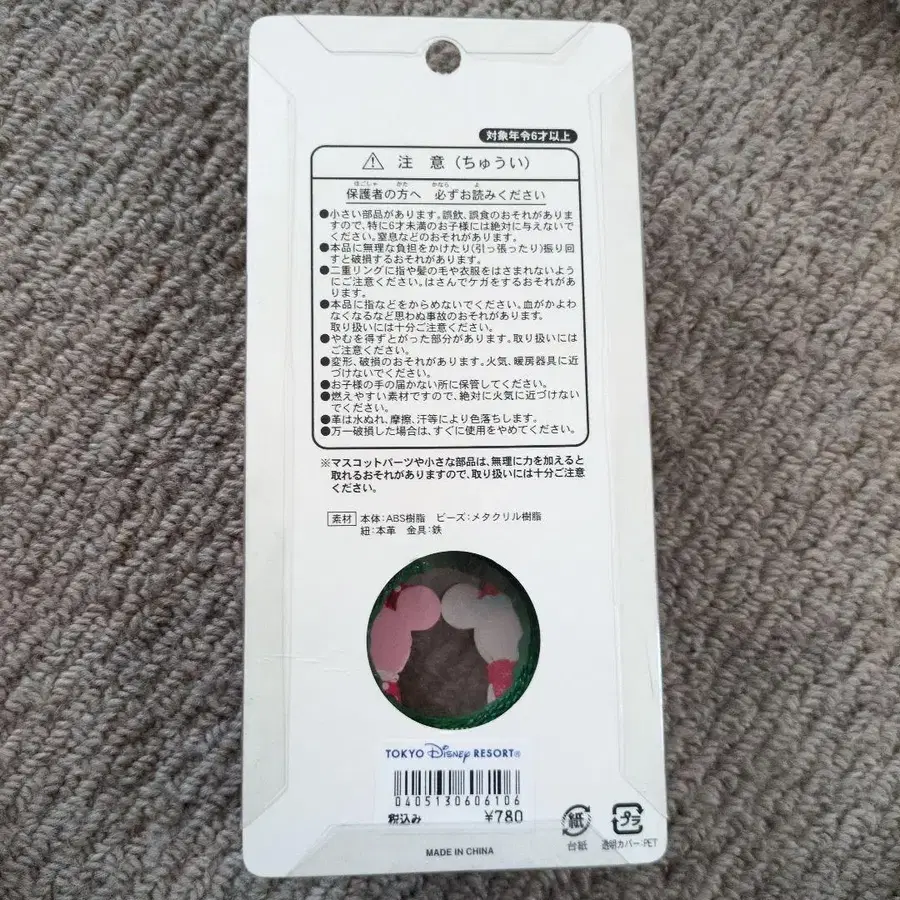 対象年令6才以上
⚠ 注 意（ちゅうい）
ほごしゃ かた かなら よ
保護者の方へ 必ずお読みください
●小さい部品があります。誤飲、誤食のおそれがありま
すので、特に6才未満のお子様には絶対に与えないで
ください。窒息などのおそれがあります。
●本品に無理な負担をかけたり(引っ張ったり)振り回
すと破損するおそれがあります。
●二重リングに指や髪の毛や衣服をはさまれないよう
にご注意ください。はさんでケガをするおそれがあ
ります。
●本品に指などをからめないでください。血がかよわ
なくなるなど思わぬ事故のおそれがあります。
取り扱いには十分ご注意ください。
●やむを得ずとがった部分があります。取り扱いには
ご注意ください。
●変形、破損のおそれがあります。火気、暖房器具に近
づけないでください。
●お子様の手の届かない所に保管してください。
●燃えやすい素材ですので、絶対に火気に近づけない
でください。
●革は水ぬれ、摩擦、汗等により色落ちします。
●万一破損した場合は、すぐに使用をやめてください。
※マスコットパーツや小さな部品は、無理に力を加えると
取れるおそれがありますので、取り扱いには十分ご注意
ください。
素材 本体:ABS樹脂 ビーズ:メタクリル樹脂
紐:本革 金具:鉄
TOKYO Disney RESORT®
0405130606106
税込み ¥780
紙 プラ
台紙 透明カバー:PET
MADE IN CHINA